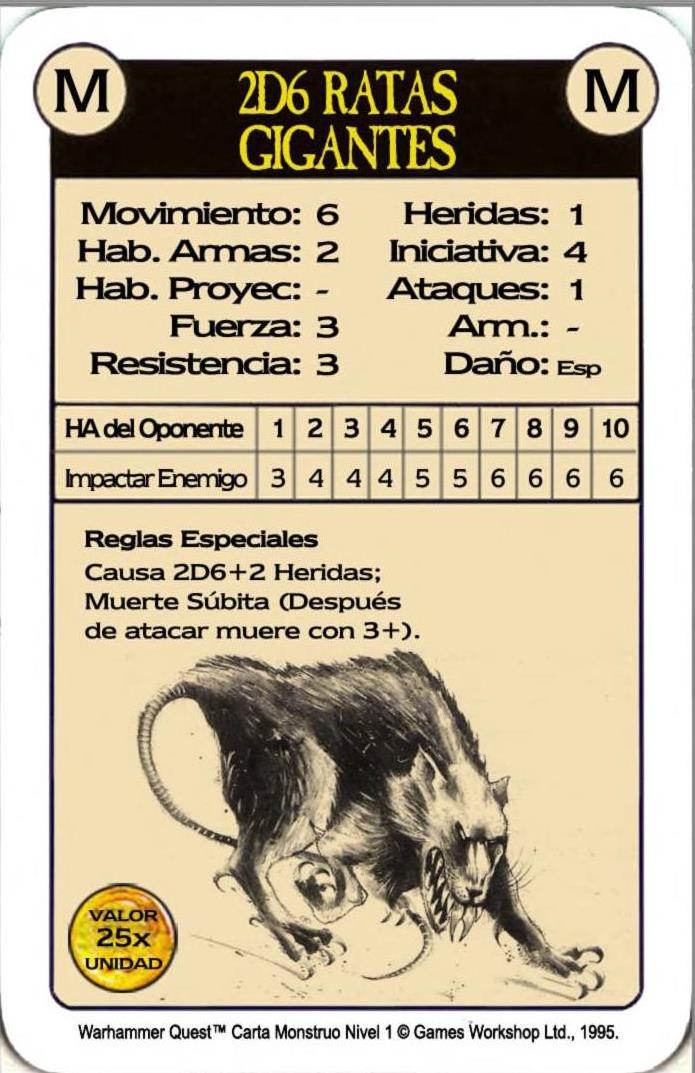 M
M
2D6 RATAS
GIGANTES
Movimiento: 6 Heridas: 1
Hab. Armas: 2 Iniciativa: 4
Hab. Proyec: - Ataques: 1
Fuerza: 3 Arm.: -
Resistencia: 3 Daño: Esp
HA del Oponente 1 2 3 4 5 6 7 8 9 10
Impactar Enemigo 3 4 4 4 5 5 6 6 6 6
Reglas Especiales
Causa 2D6+2 Heridas;
Muerte Súbita (Después
de atacar muere con 3+).
VALOR
25x
UNIDAD
Warhammer Quest™ Carta Monstruo Nivel 1 © Games Workshop Ltd., 1995.